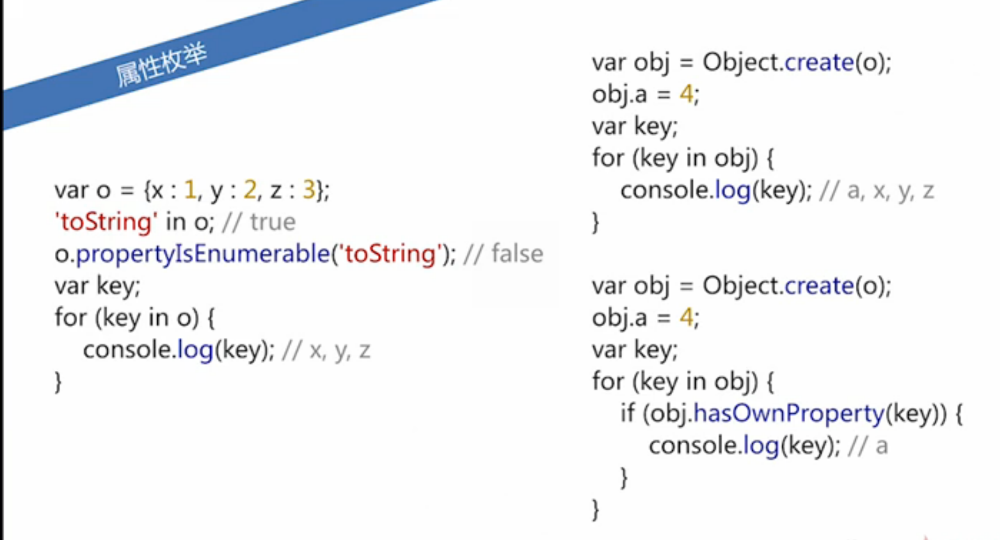 属性枚举
var o = {x : 1, y : 2, z : 3};
'toString' in o; // true
o.propertyIsEnumerable('toString'); // false
var key;
for (key in o) {
console.log(key); // x, y, z
}
var obj = Object.create(o);
obj.a = 4;
var key;
for (key in obj) {
console.log(key); // a, x, y, z
}
var obj = Object.create(o);
obj.a = 4;
var key;
for (key in obj) {
if (obj.hasOwnProperty(key)) {
console.log(key); // a
}
}